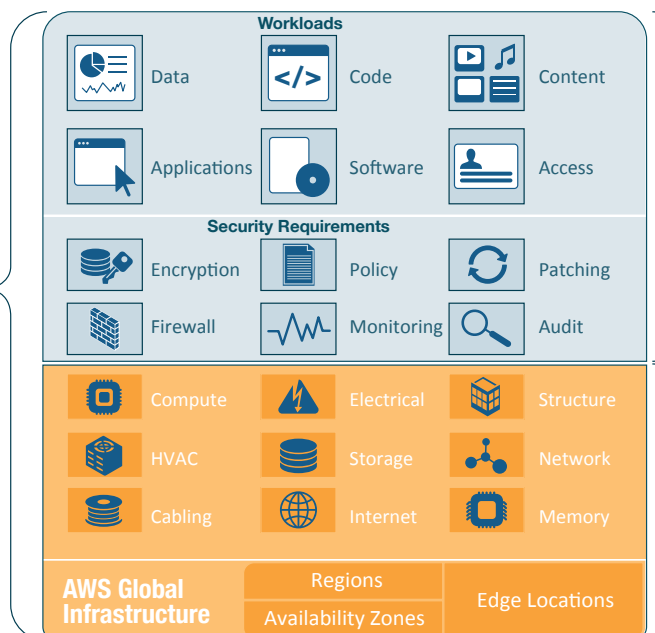 Workloads
Data
</>
Code
Content
Applications
Software
Access
Security Requirements
Encryption
Policy
Patching
Firewall
Monitoring
Audit
Compute
Electrical
Structure
HVAC
Storage
Network
Cabling
Internet
Memory
AWS Global
Infrastructure
Regions
Availability Zones
Edge Locations